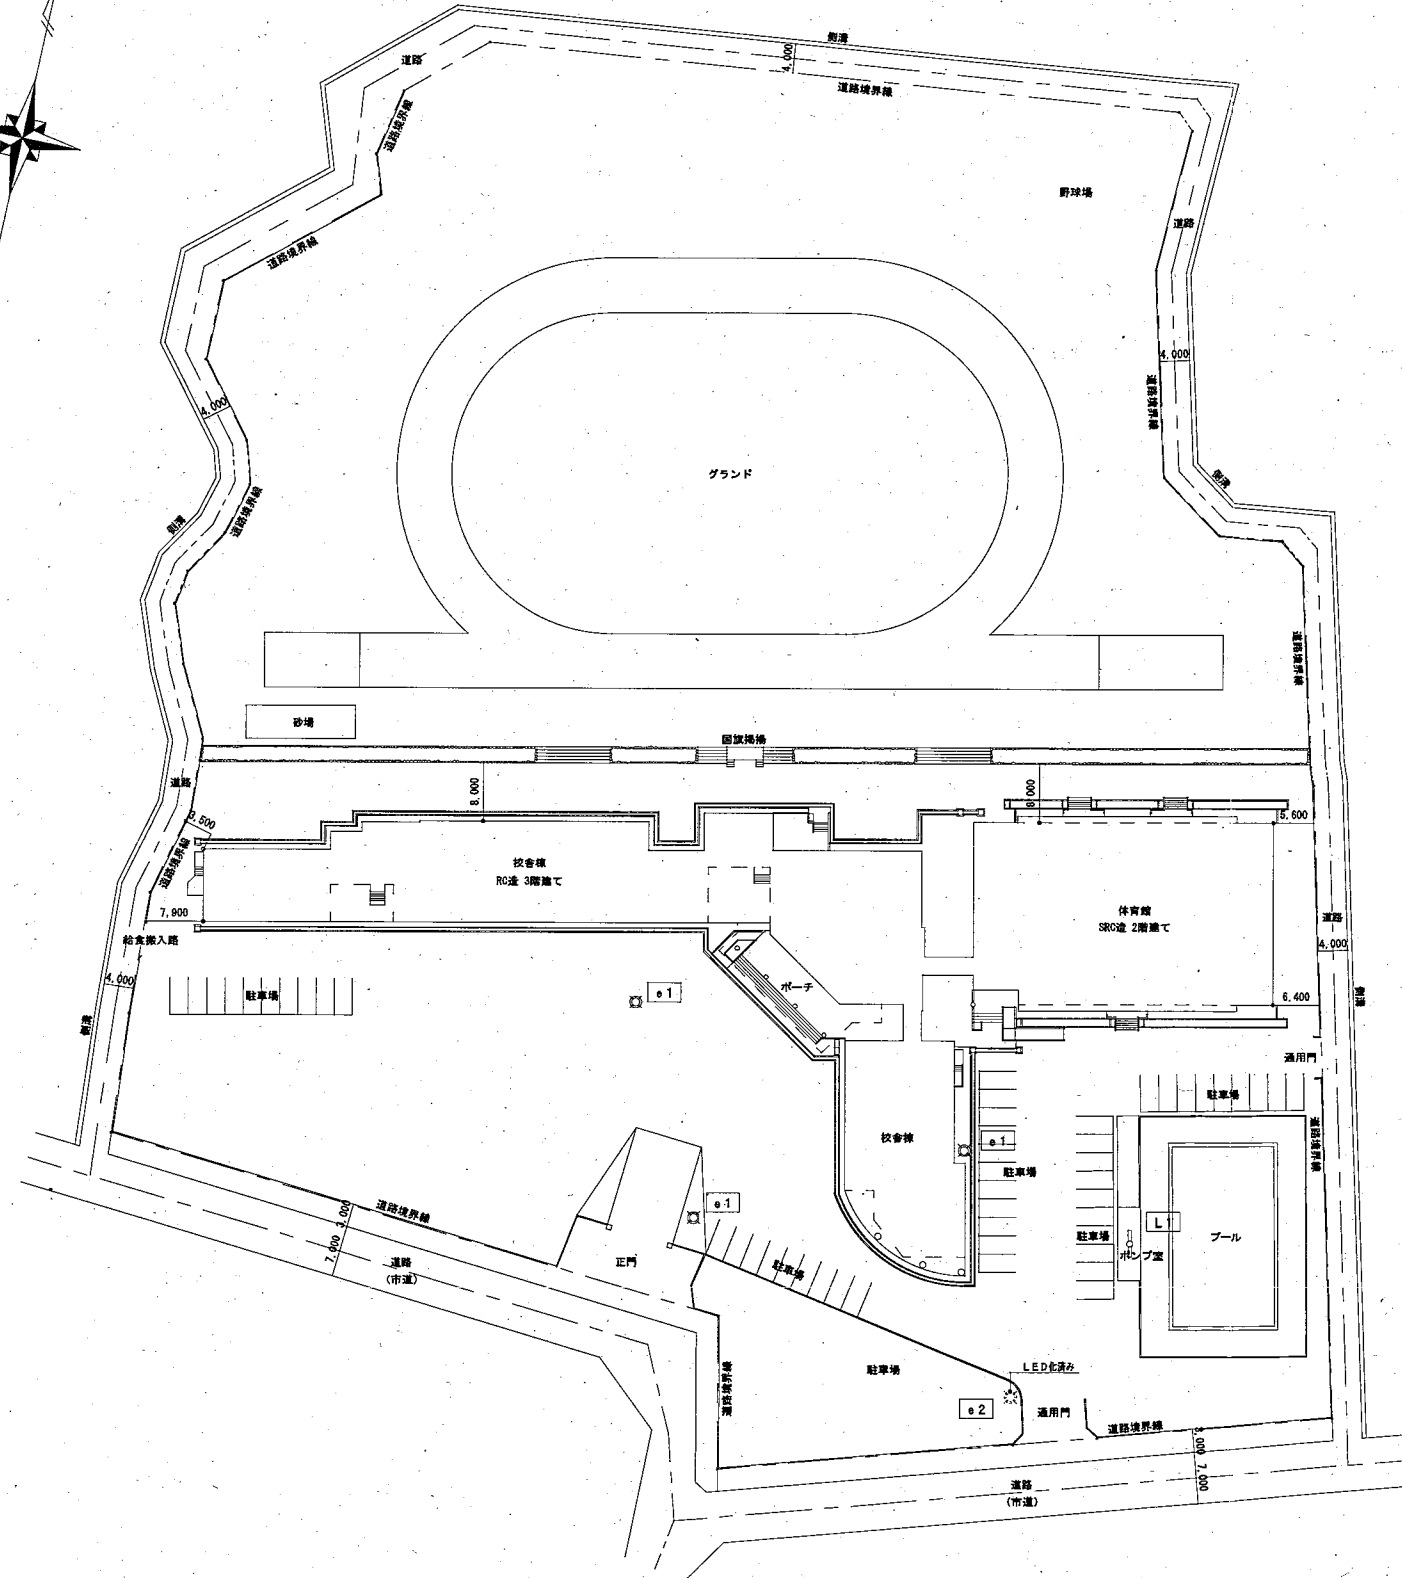 側溝
道路
4,000
道路境界線
道路境界線
野球場
道路
道路境界線
4,000
道路境界線
4,000
グランド
側溝
道路境界線
側溝
道路境界線
砂場
国旗掲揚
道路
8,000
8,000
3,500
5,600
道路境界線
校舎棟
RC造 3階建て
7,900
体育館
SRC造 2階建て
道路
給食搬入路
4,000
4,000
駐車場
e1
ポーチ
6,400
側溝
側溝
通用門
駐車場
校舎棟
e1
道路境界線
駐車場
道路境界線
3,000
7,000
e1
L1
駐車場
ポンプ室
プール
道路
(市道)
正門
駐車場
LED化済み
駐車場
道路境界線
e2
通用門
道路境界線
7,000
道路
(市道)